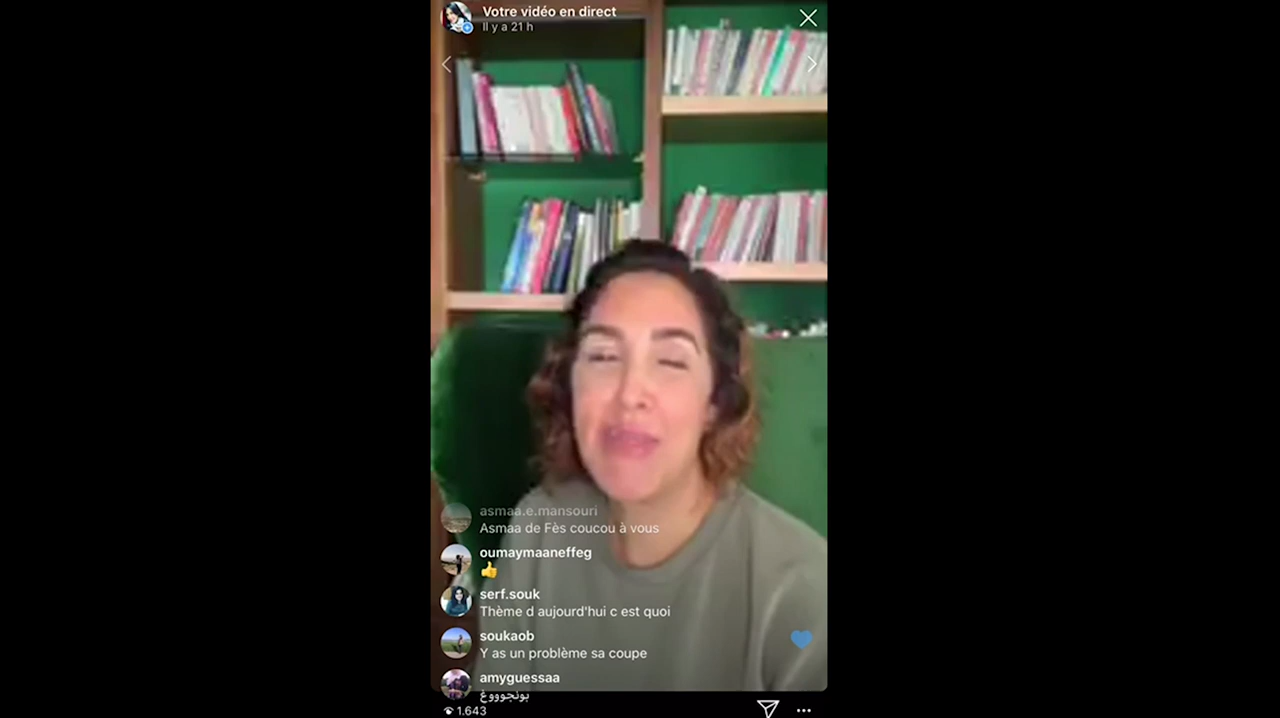 Votre vidéo en direct
Il y a 21 h
asmaa.e.mansouri
Asmaa de Fès coucou à vous
oumaymaaneffeg
👍
serf.souk
Thème d aujourd'hui c est quoi
soukaob
Y as un problème sa coupe
amyguessaa
بونجوووغ
1.643